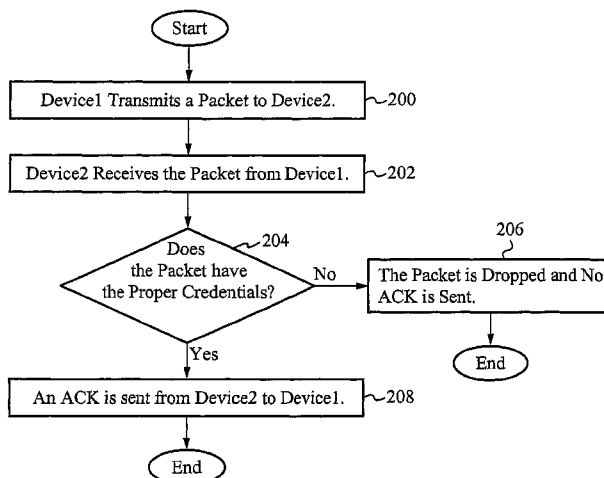 Start
Device1 Transmits a Packet to Device2.
200
Device2 Receives the Packet from Device1.
202
Does
the Packet have
the Proper Credentials?
204
No
206
The Packet is Dropped and No
ACK is Sent.
End
Yes
An ACK is sent from Device2 to Device1.
208
End